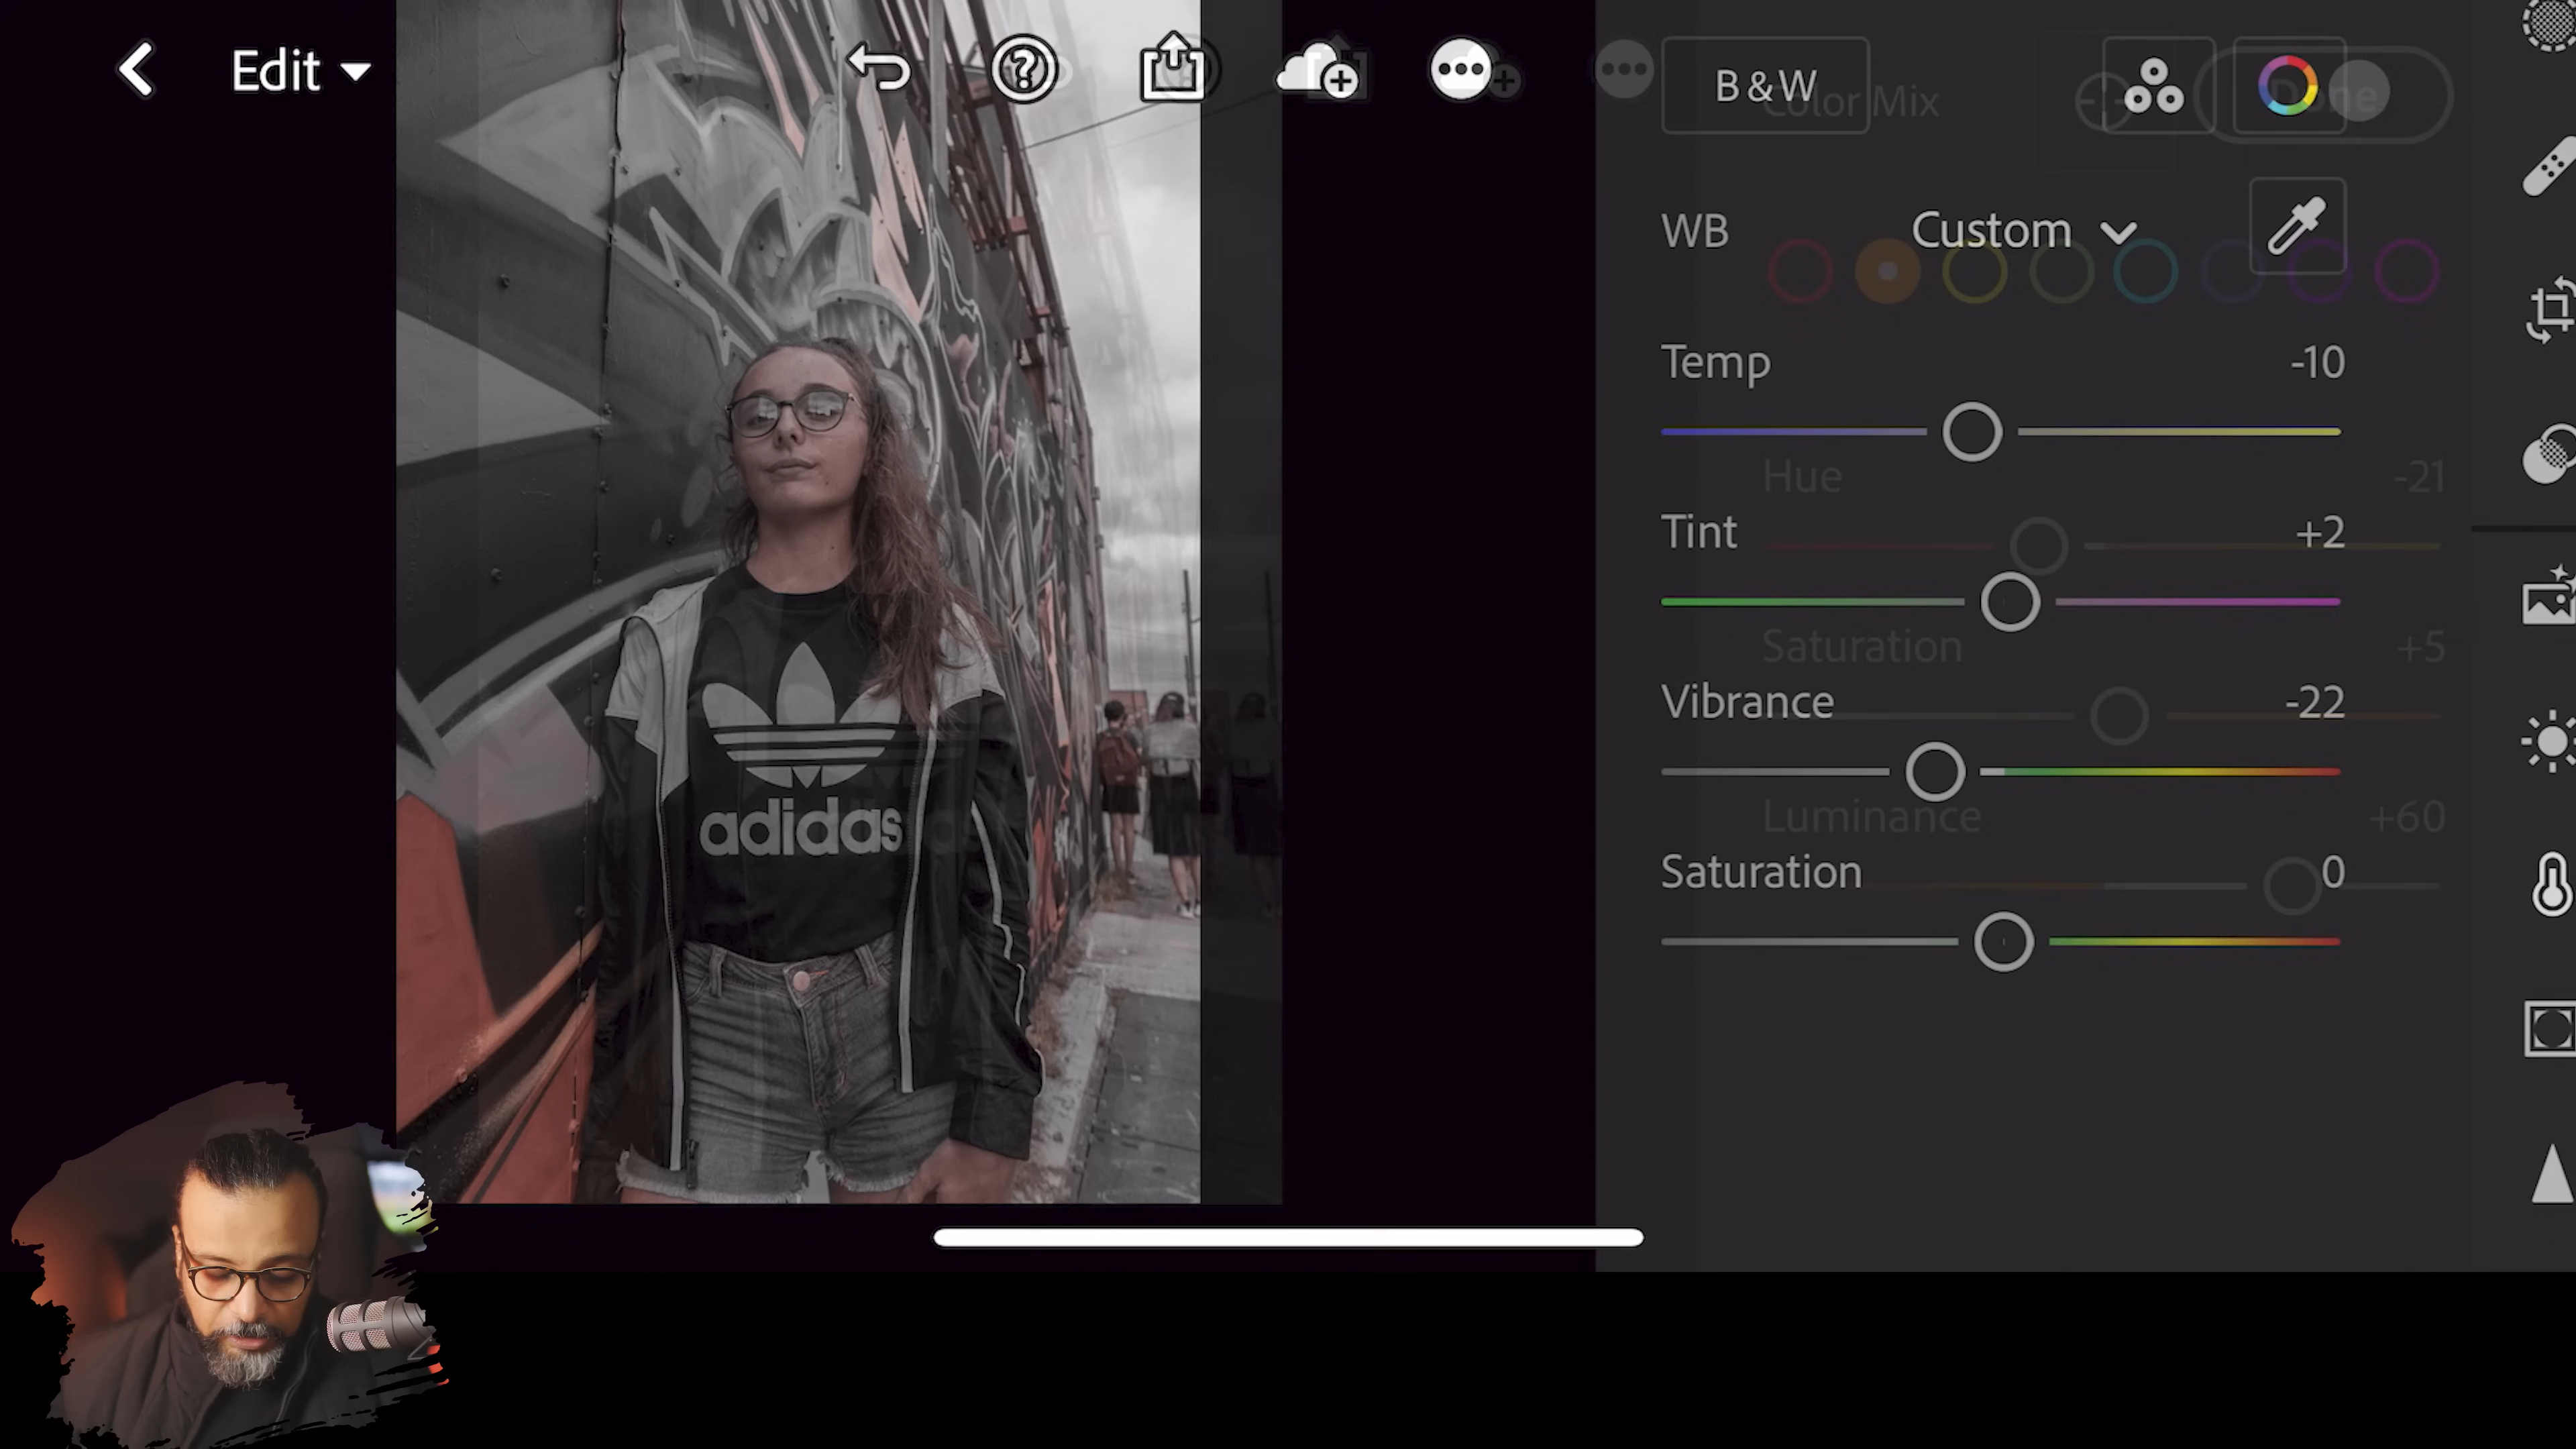 Edit
B&W
Color Mix
Done
WB
Custom
Temp
-10
Hue
-21
Tint
+2
Saturation
+5
Vibrance
-22
Luminance
+60
Saturation
0
adidas